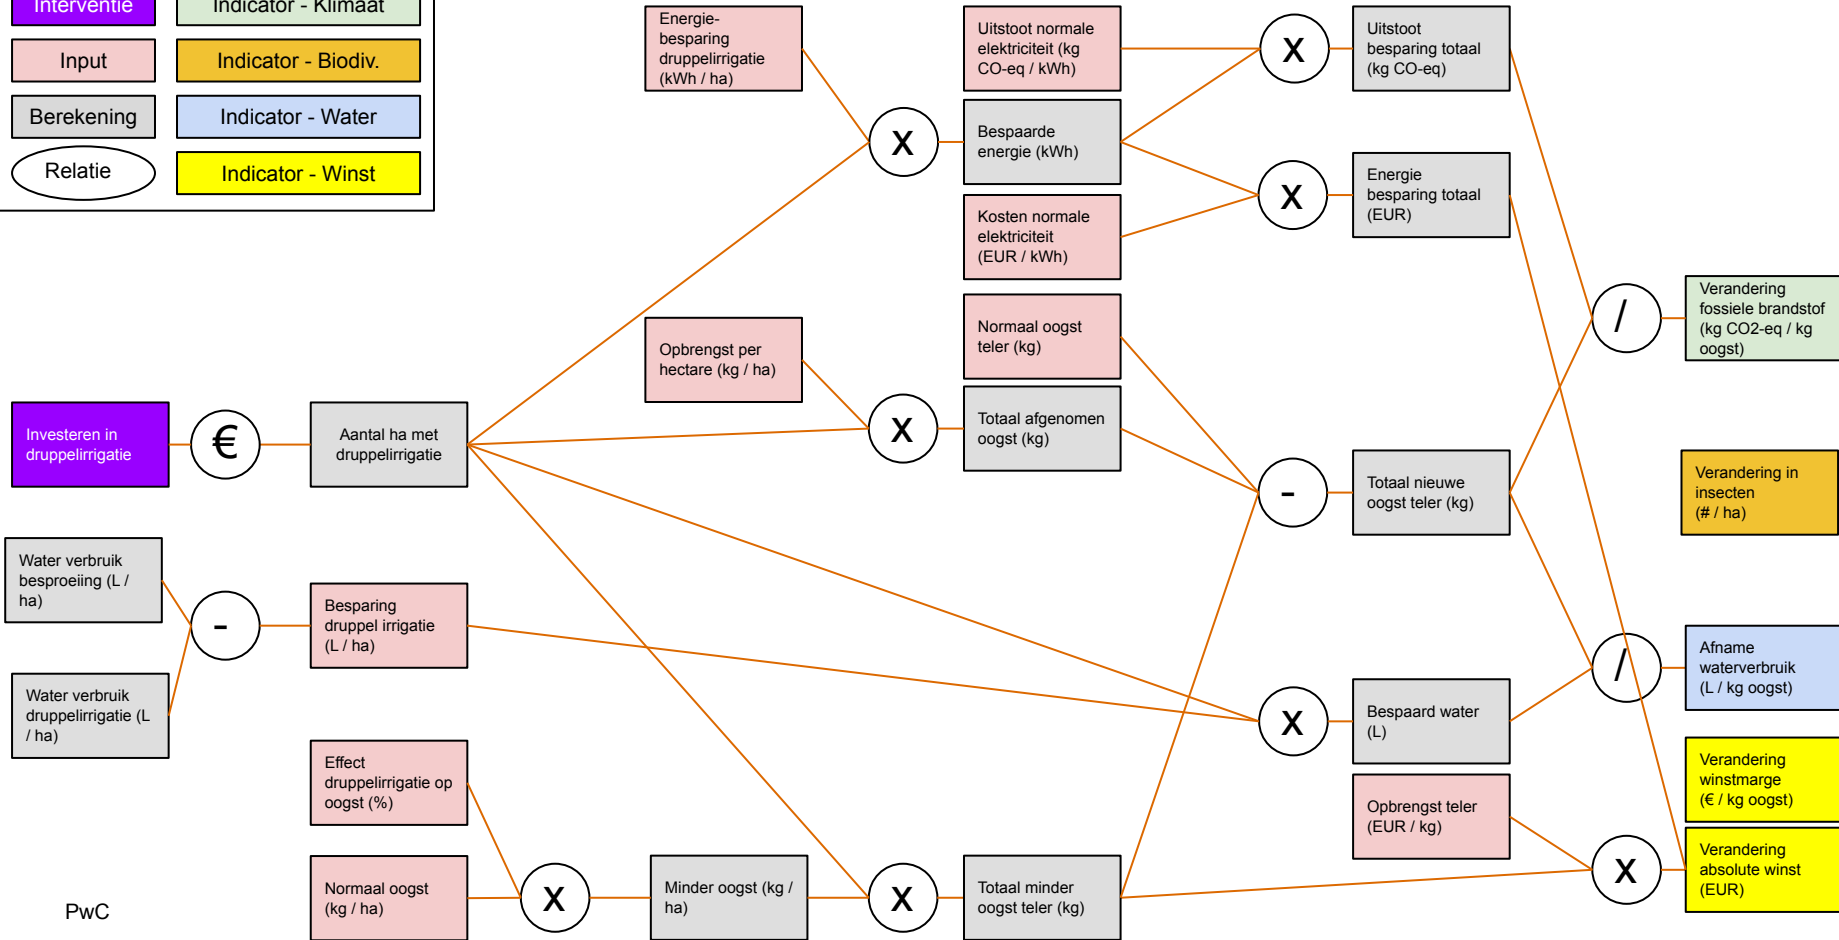 Interventie
Indicator - Klimaat
Input
Indicator - Biodiv.
Berekening
Indicator - Water
Relatie
Indicator - Winst
Energie-
besparing
druppelirrigatie
(kWh / ha)
Uitstoot normale
elektriciteit (kg
CO-eq / kWh)
X
Uitstoot
besparing totaal
(kg CO-eq)
X
Bespaarde
energie (kWh)
X
Energie
besparing totaal
(EUR)
Kosten normale
elektriciteit
(EUR / kWh)
Normaal oogst
teler (kg)
/
Verandering
fossiele brandstof
(kg CO2-eq / kg
oogst)
Opbrengst per
hectare (kg / ha)
X
Totaal afgenomen
oogst (kg)
Investeren in
druppelirrigatie
€
Aantal ha met
druppelirrigatie
-
Totaal nieuwe
oogst teler (kg)
Verandering in
insecten
(# / ha)
Water verbruik
besproeiing (L /
ha)
-
Besparing
druppel irrigatie
(L / ha)
/
Afname
waterverbruik
(L / kg oogst)
Water verbruik
druppelirrigatie (L
/ ha)
X
Bespaard water
(L)
Verandering
winstmarge
(€ / kg oogst)
Effect
druppelirrigatie op
oogst (%)
Opbrengst teler
(EUR / kg)
Normaal oogst
(kg / ha)
X
Minder oogst (kg /
ha)
X
Totaal minder
oogst teler (kg)
X
Verandering
absolute winst
(EUR)
PwC